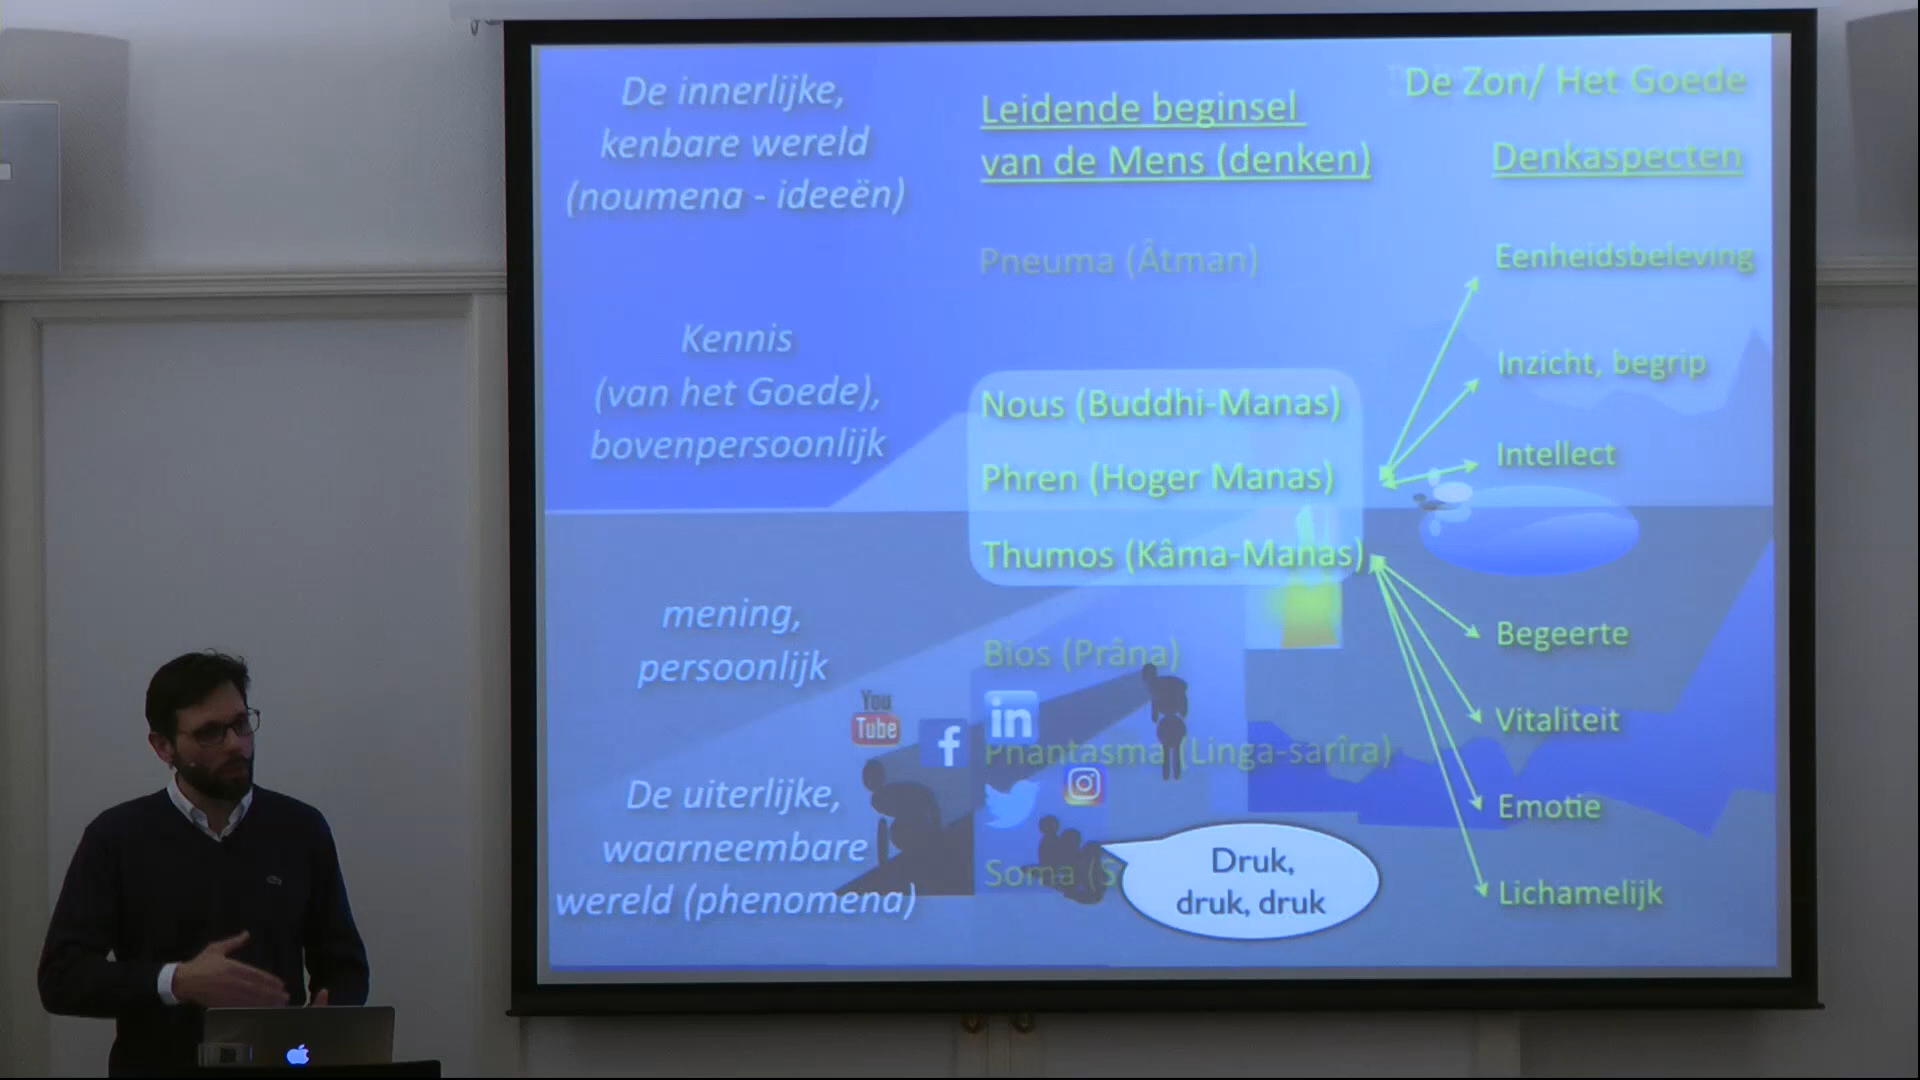 De innerlijke,
kenbare wereld
(noumena - ideeën)
Kennis
(van het Goede),
bovenpersoonlijk
mening,
persoonlijk
De uiterlijke,
waarneembare
wereld (phenomena)
Leidende beginsel
van de Mens (denken)
Pneuma (Âtman)
Nous (Buddhi-Manas)
Phren (Hoger Manas)
Thumos (Kâma-Manas)
Bios (Prâna)
Phantasma (Linga-sarîra)
Soma (S
You
Tube
f
in
Druk,
druk, druk
De Zon/ Het Goede
Denkaspecten
Eenheidsbeleving
Inzicht, begrip
Intellect
Begeerte
Vitaliteit
Emotie
Lichamelijk